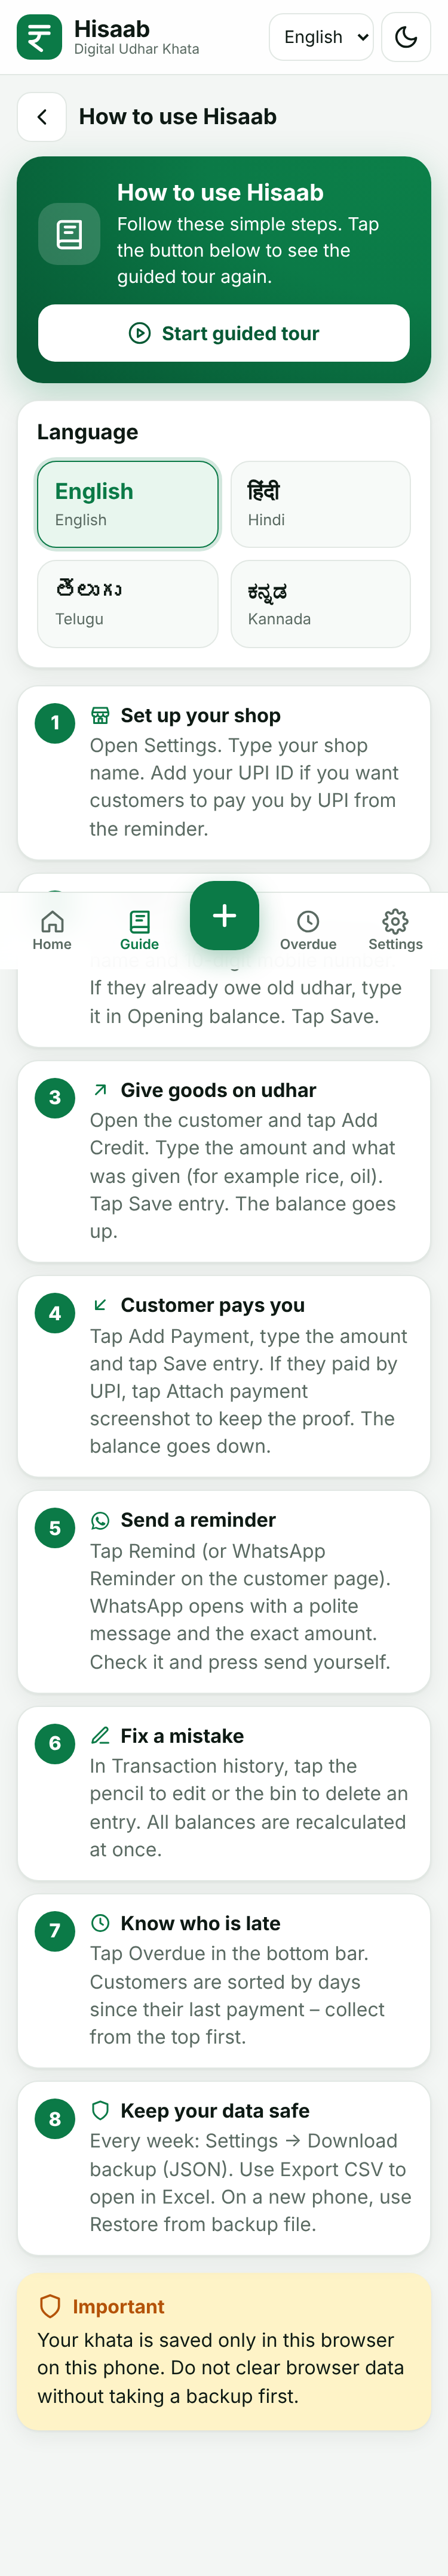 Hisaab
Digital Udhar Khata
English
How to use Hisaab
How to use Hisaab
Follow these simple steps. Tap
the button below to see the
guided tour again.
Start guided tour
Language
English
English
हिंदी
Hindi
తెలుగు
Telugu
ಕನ್ನಡ
Kannada
1
Set up your shop
Open Settings. Type your shop
name. Add your UPI ID if you want
customers to pay you by UPI from
the reminder.
Home
Guide
Overdue
Settings
If they already owe old udhar, type
it in Opening balance. Tap Save.
3
Give goods on udhar
Open the customer and tap Add
Credit. Type the amount and what
was given (for example rice, oil).
Tap Save entry. The balance goes
up.
4
Customer pays you
Tap Add Payment, type the amount
and tap Save entry. If they paid by
UPI, tap Attach payment
screenshot to keep the proof. The
balance goes down.
5
Send a reminder
Tap Remind (or WhatsApp
Reminder on the customer page).
WhatsApp opens with a polite
message and the exact amount.
Check it and press send yourself.
6
Fix a mistake
In Transaction history, tap the
pencil to edit or the bin to delete an
entry. All balances are recalculated
at once.
7
Know who is late
Tap Overdue in the bottom bar.
Customers are sorted by days
since their last payment – collect
from the top first.
8
Keep your data safe
Every week: Settings → Download
backup (JSON). Use Export CSV to
open in Excel. On a new phone, use
Restore from backup file.
Important
Your khata is saved only in this browser
on this phone. Do not clear browser data
without taking a backup first.